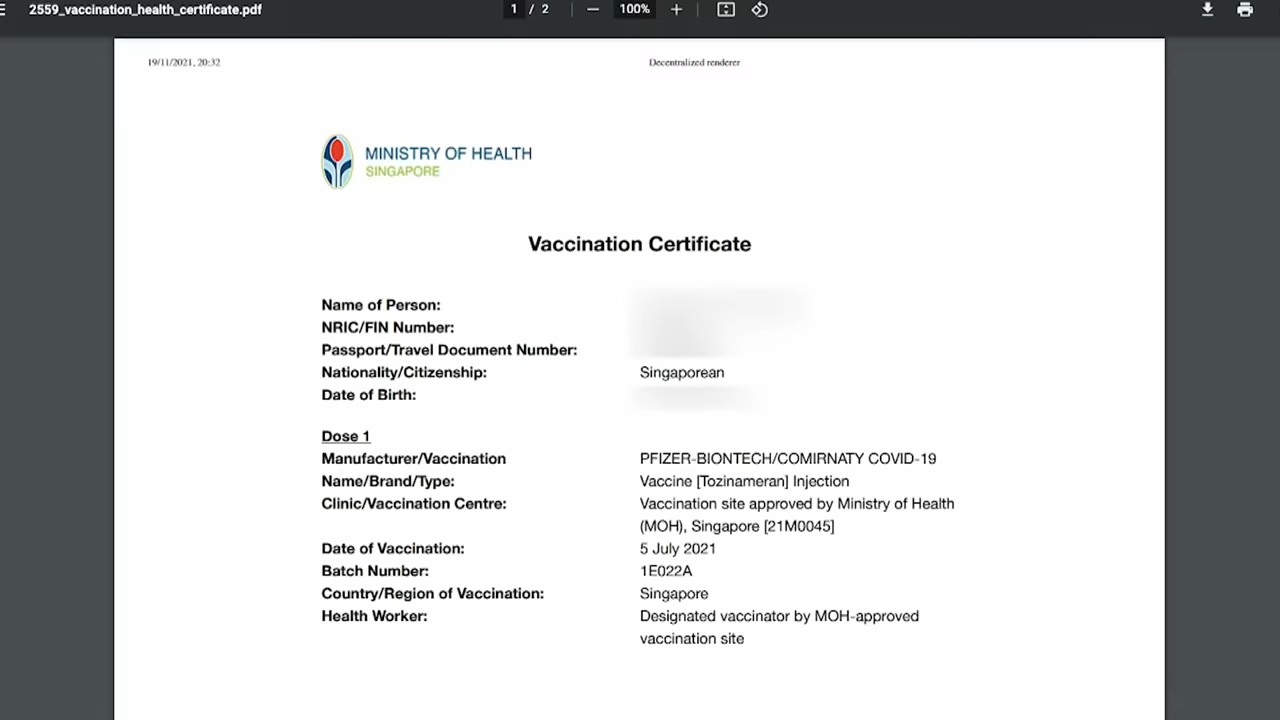 2559_vaccination_health_certificate.pdf
1 / 2
100%
19/11/2021, 20:32
Decentralized renderer
MINISTRY OF HEALTH
SINGAPORE
Vaccination Certificate
Name of Person:
NRIC/FIN Number:
Passport/Travel Document Number:
Nationality/Citizenship: Singaporean
Date of Birth:
Dose 1
Manufacturer/Vaccination PFIZER-BIONTECH/COMIRNATY COVID-19
Name/Brand/Type: Vaccine [Tozinameran] Injection
Clinic/Vaccination Centre: Vaccination site approved by Ministry of Health
(MOH), Singapore [21M0045]
Date of Vaccination: 5 July 2021
Batch Number: 1E022A
Country/Region of Vaccination: Singapore
Health Worker: Designated vaccinator by MOH-approved
vaccination site